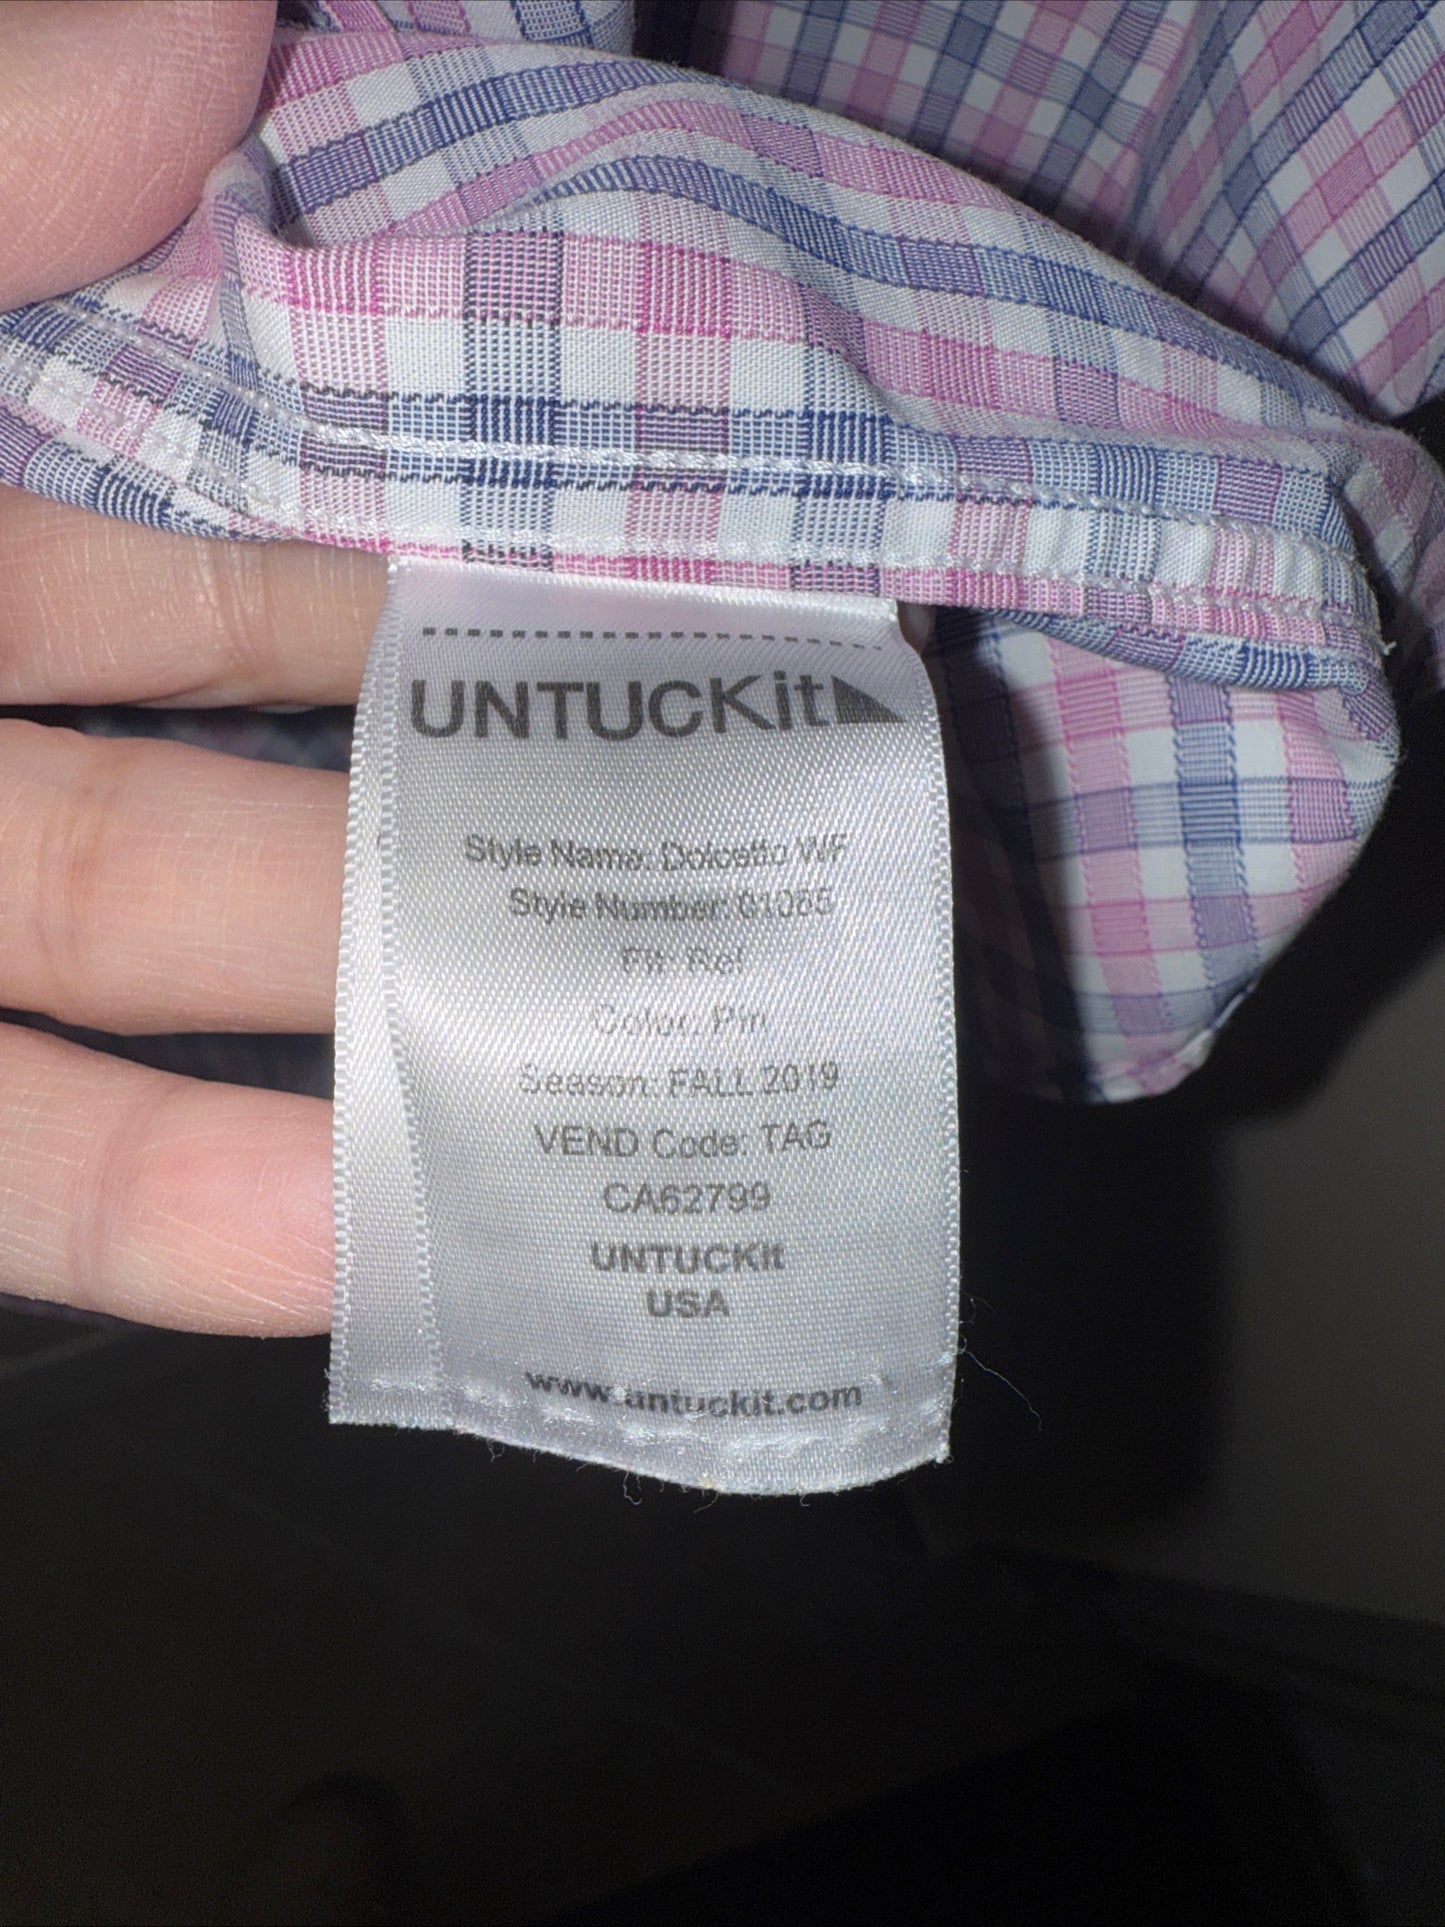 UNTUCKit
Style Name: Dolcetto WF
Style Number: 01085
Fit: Rel
Color: Pin
Season: FALL 2019
VEND Code: TAG
CA62799
UNTUCKit
USA
www.untuckit.com